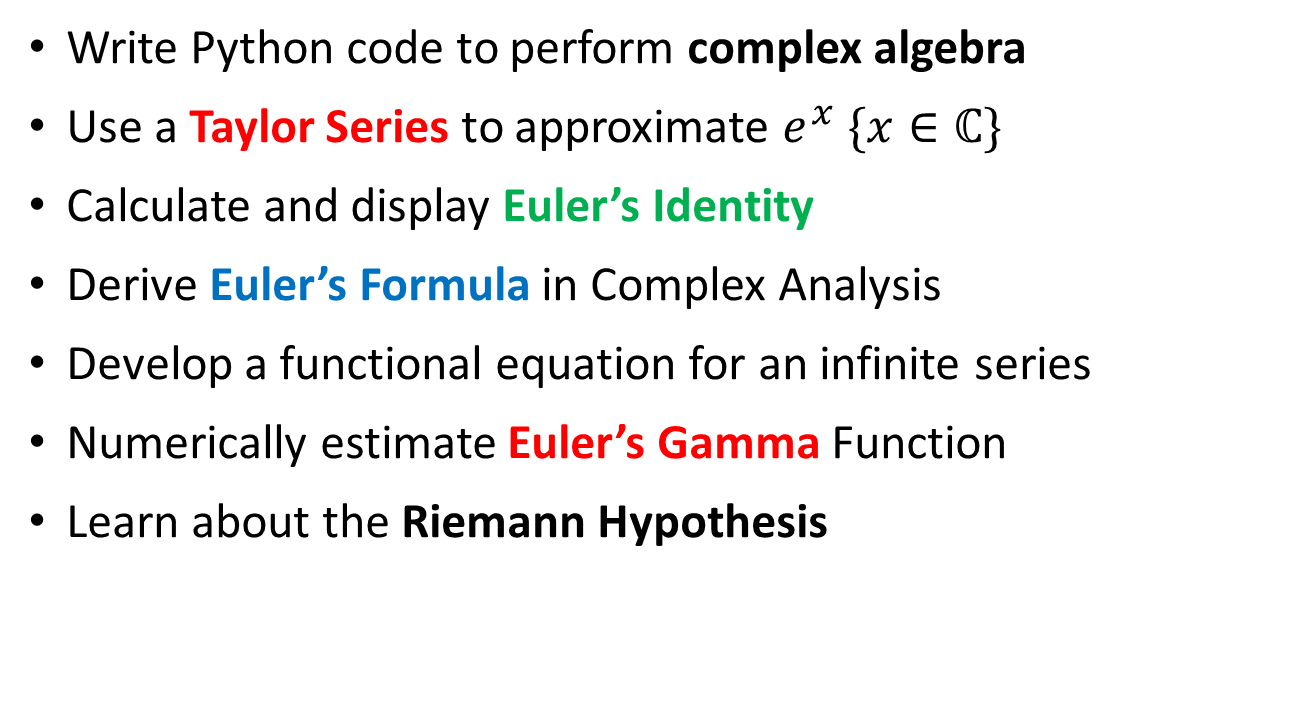 • Write Python code to perform complex algebra
• Use a Taylor Series to approximate 𝑒ˣ {𝑥 ∈ ℂ}
• Calculate and display Euler’s Identity
• Derive Euler’s Formula in Complex Analysis
• Develop a functional equation for an infinite series
• Numerically estimate Euler’s Gamma Function
• Learn about the Riemann Hypothesis